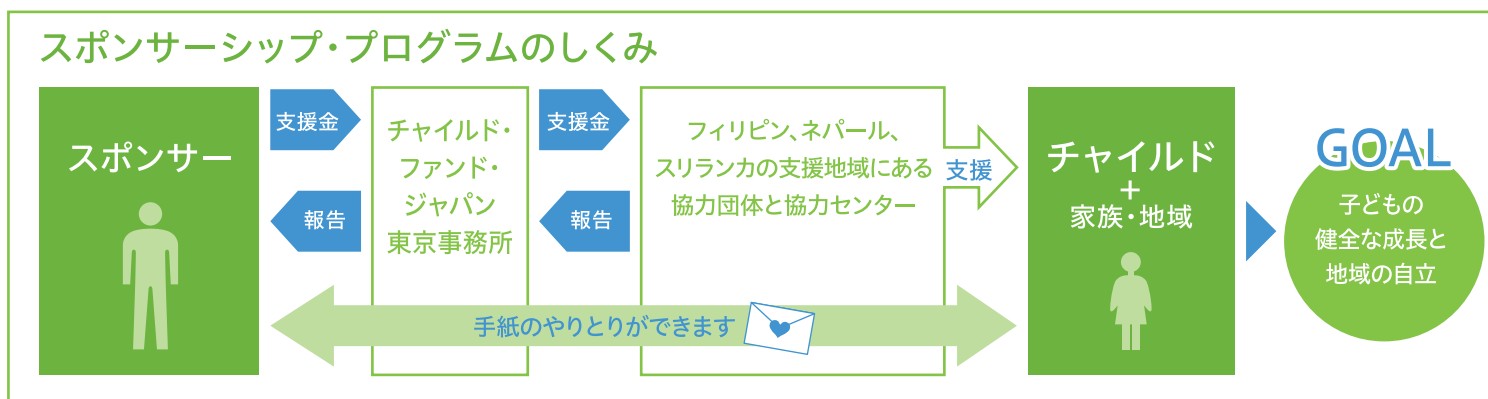 スポンサーシップ・プログラムのしくみ
スポンサー
支援金
報告
チャイルド・
ファンド・
ジャパン
東京事務所
支援金
報告
フィリピン、ネパール、
スリランカの支援地域にある
協力団体と協力センター
支援
チャイルド
+
家族・地域
GOAL
子どもの
健全な成長と
地域の自立
手紙のやりとりができます